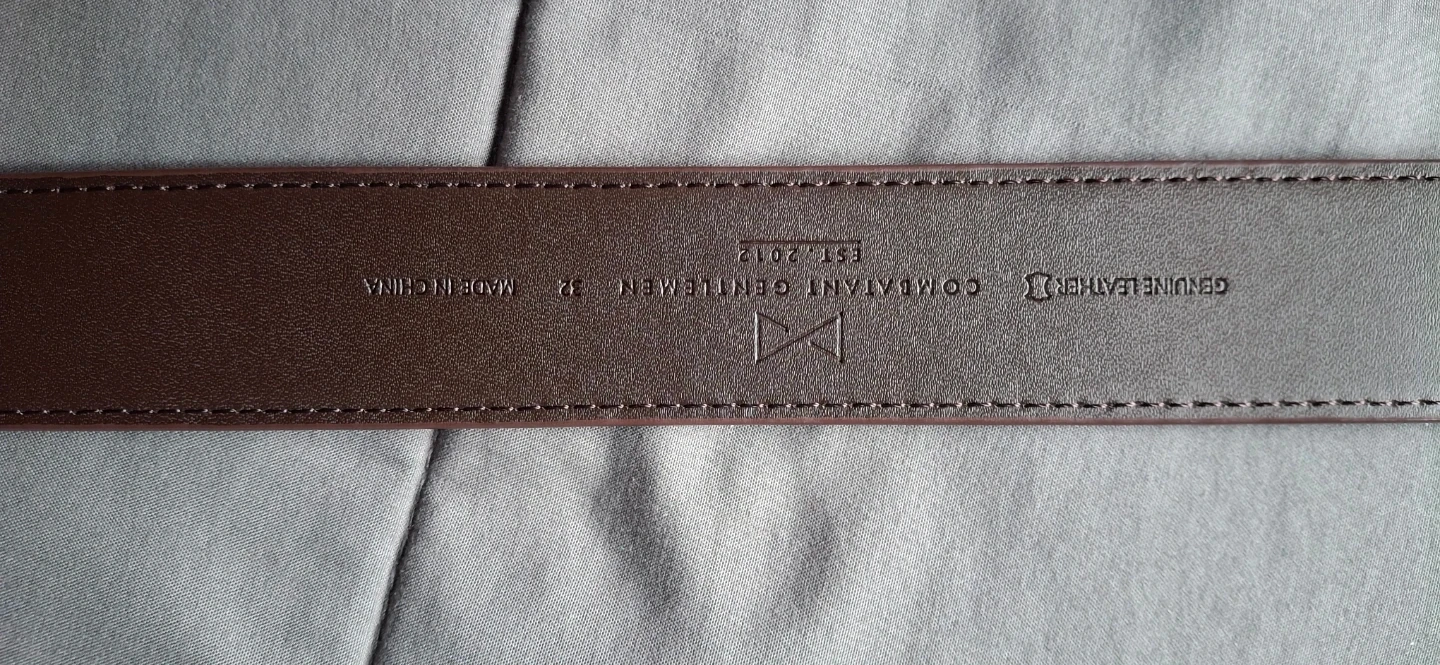 GENUINE LEATHER COMBATANT GENTLEMEN 32 MADE IN CHINA
EST. 2012